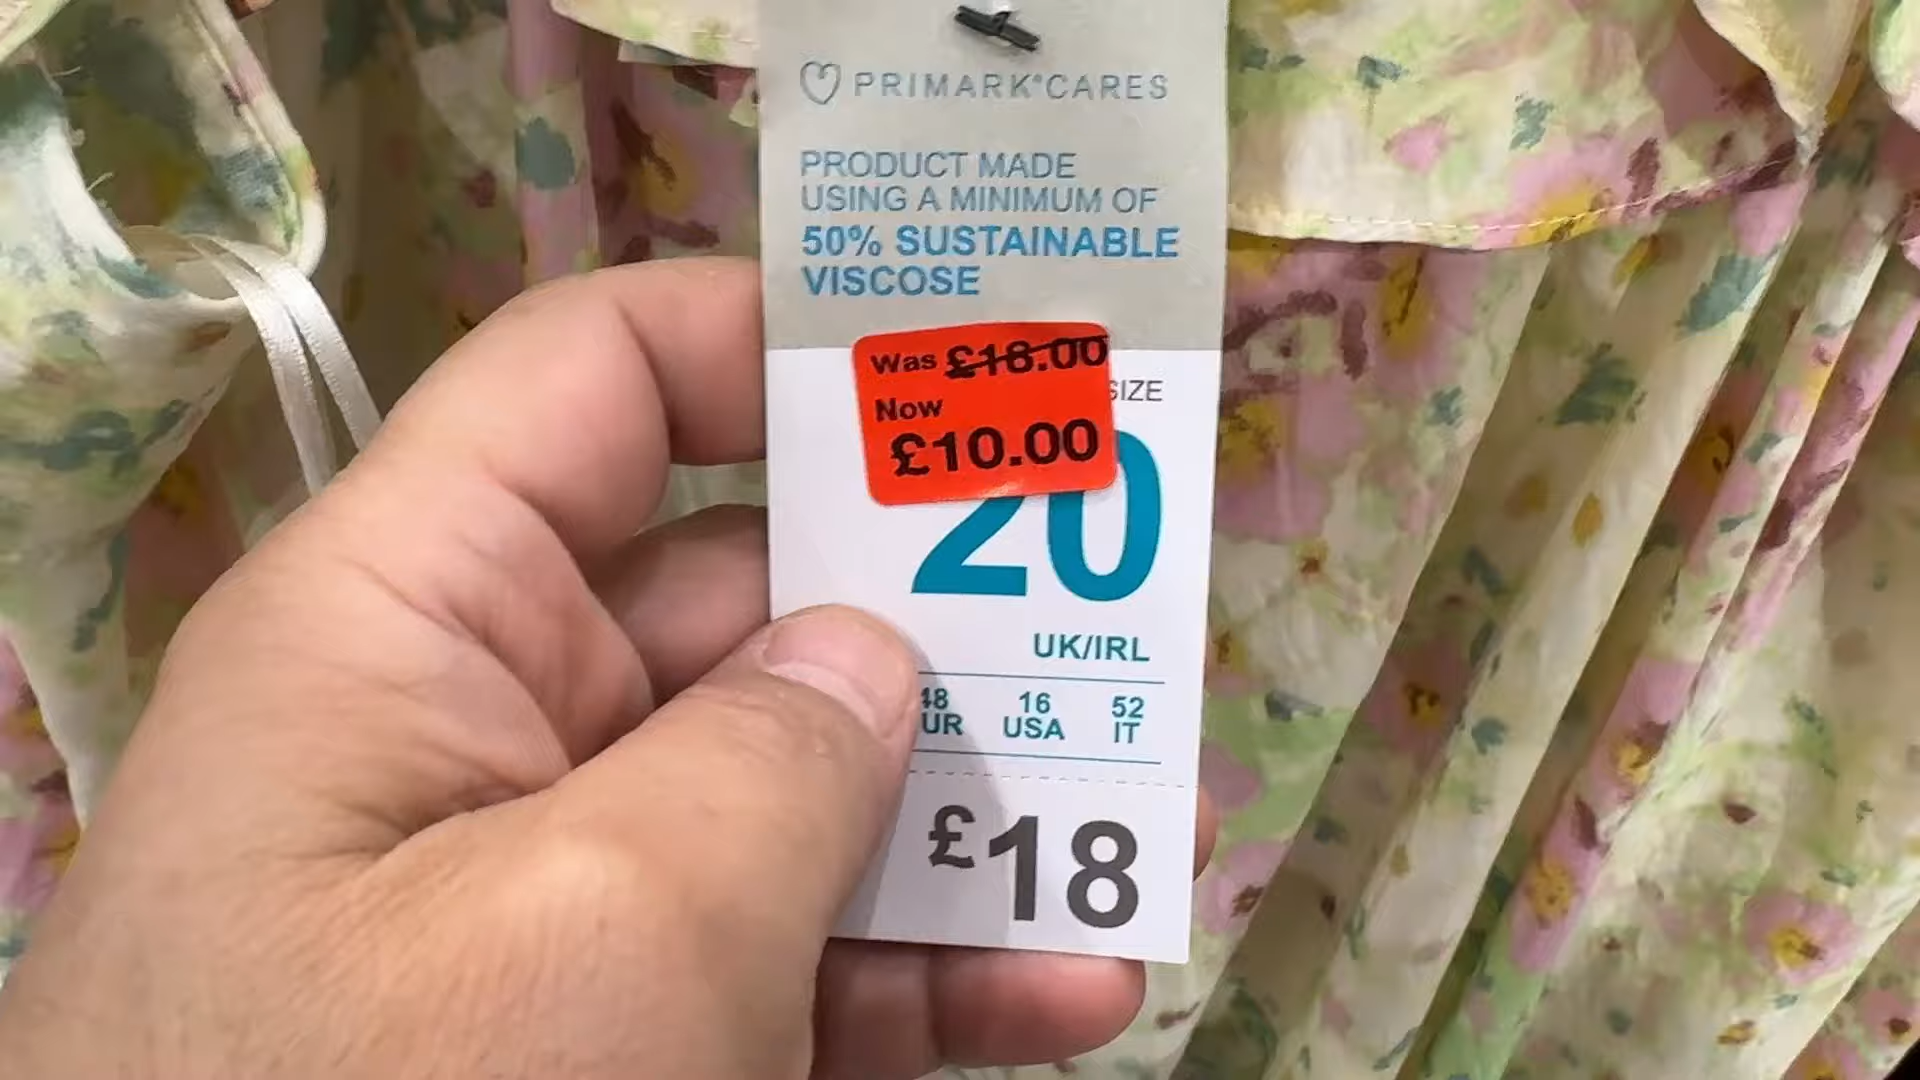 PRIMARK®CARES
PRODUCT MADE
USING A MINIMUM OF
50% SUSTAINABLE
VISCOSE
Was £18.00
Now
£10.00
SIZE
20
UK/IRL
48 16 52
UR USA IT
£18